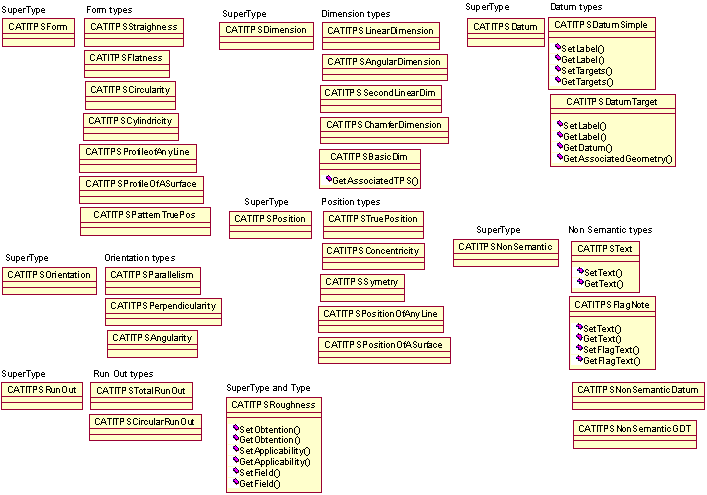 SuperType
Form types
CATITPSForm
CATITPSStraighness
CATITPSFlatness
CATITPSCircularity
CATITPSCylindricity
CATITPSProfileofAnyLine
CATITPSProfileOfASurface
CATITPSPatternTruePos
SuperType
Dimension types
CATITPSDimension
CATITPSLinearDimension
CATITPSAngularDimension
CATITPSSecondLinearDim
CATITPSChamferDimension
CATITPSBasicDim
GetAssociatedTPS()
SuperType
Datum types
CATITPSDatum
CATITPSDatumSimple
SetLabel()
GetLabel()
SetTargets()
GetTargets()
CATITPSDatumTarget
SetLabel()
GetLabel()
GetDatum()
GetAssociatedGeometry()
SuperType
Position types
CATITPSPosition
CATITPSTruePosition
CATITPSConcentricity
CATITPSSymetry
CATITPSPositionOfAnyLine
CATITPSPositionOfASurface
SuperType
Non Semantic types
CATITPSNonSemantic
CATITPSText
SetText()
GetText()
CATITPSFlagNote
SetText()
GetText()
SetFlagText()
GetFlagText()
CATITPSNonSemanticDatum
CATITPSNonSemanticGDT
SuperType
Orientation types
CATITPSOrientation
CATITPSParallelism
CATITPSPerpendicularity
CATITPSAngularity
SuperType
Run Out types
CATITPSRunOut
CATITPSTotalRunOut
CATITPSCircularRunOut
SuperType and Type
CATITPSRoughness
SetObtention()
GetObtention()
SetApplicability()
GetApplicability()
SetField()
GetField()